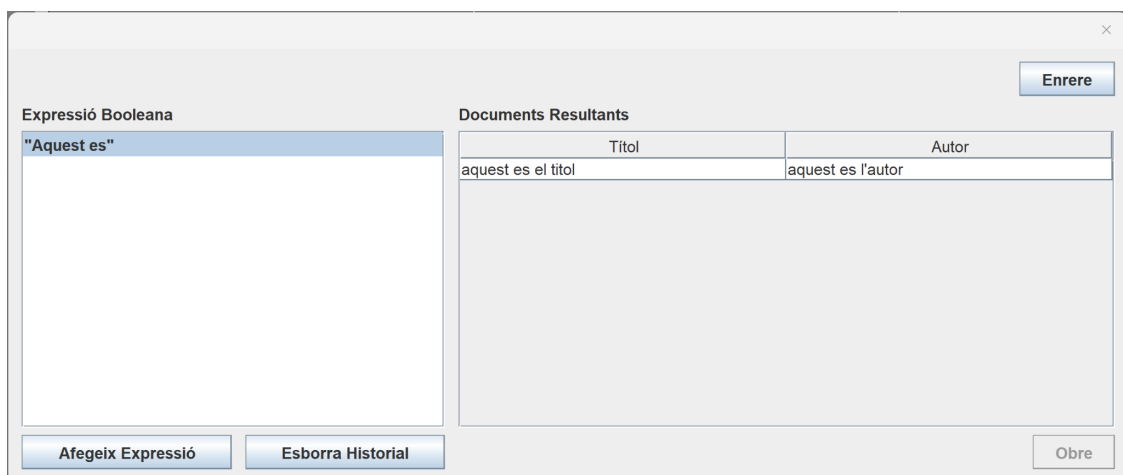 Enrere
Expressió Booleana
Documents Resultants
"Aquest es"
Títol
Autor
aquest es el titol
aquest es l'autor
Afegeix Expressió
Esborra Historial
Obre